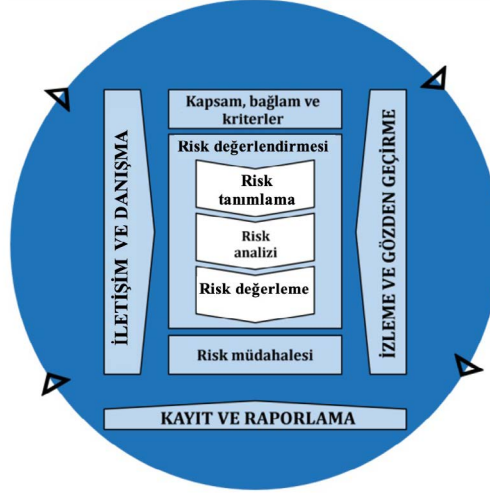 Kapsam, bağlam ve
kriterler
Risk değerlendirmesi
Risk
tanımlama
Risk
analizi
Risk değerleme
Risk müdahalesi
İLETİŞİM VE DANIŞMA
İZLEME VE GÖZDEN GEÇİRME
KAYIT VE RAPORLAMA